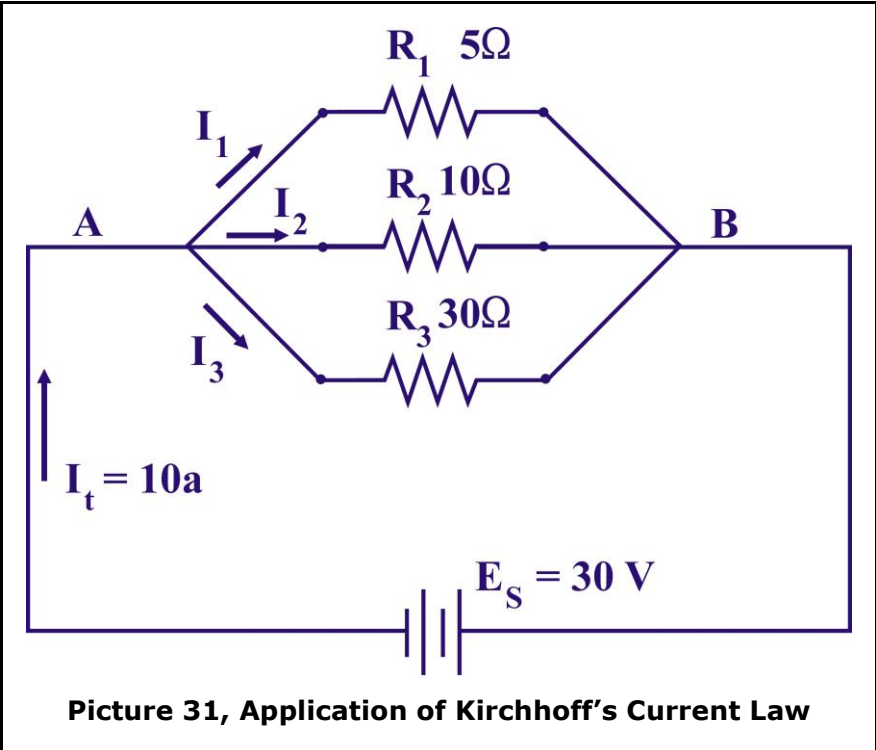 R1 5Ω
I1
R2 10Ω
I2
A
B
R3 30Ω
I3
It = 10a
ES = 30 V
Picture 31, Application of Kirchhoff’s Current Law